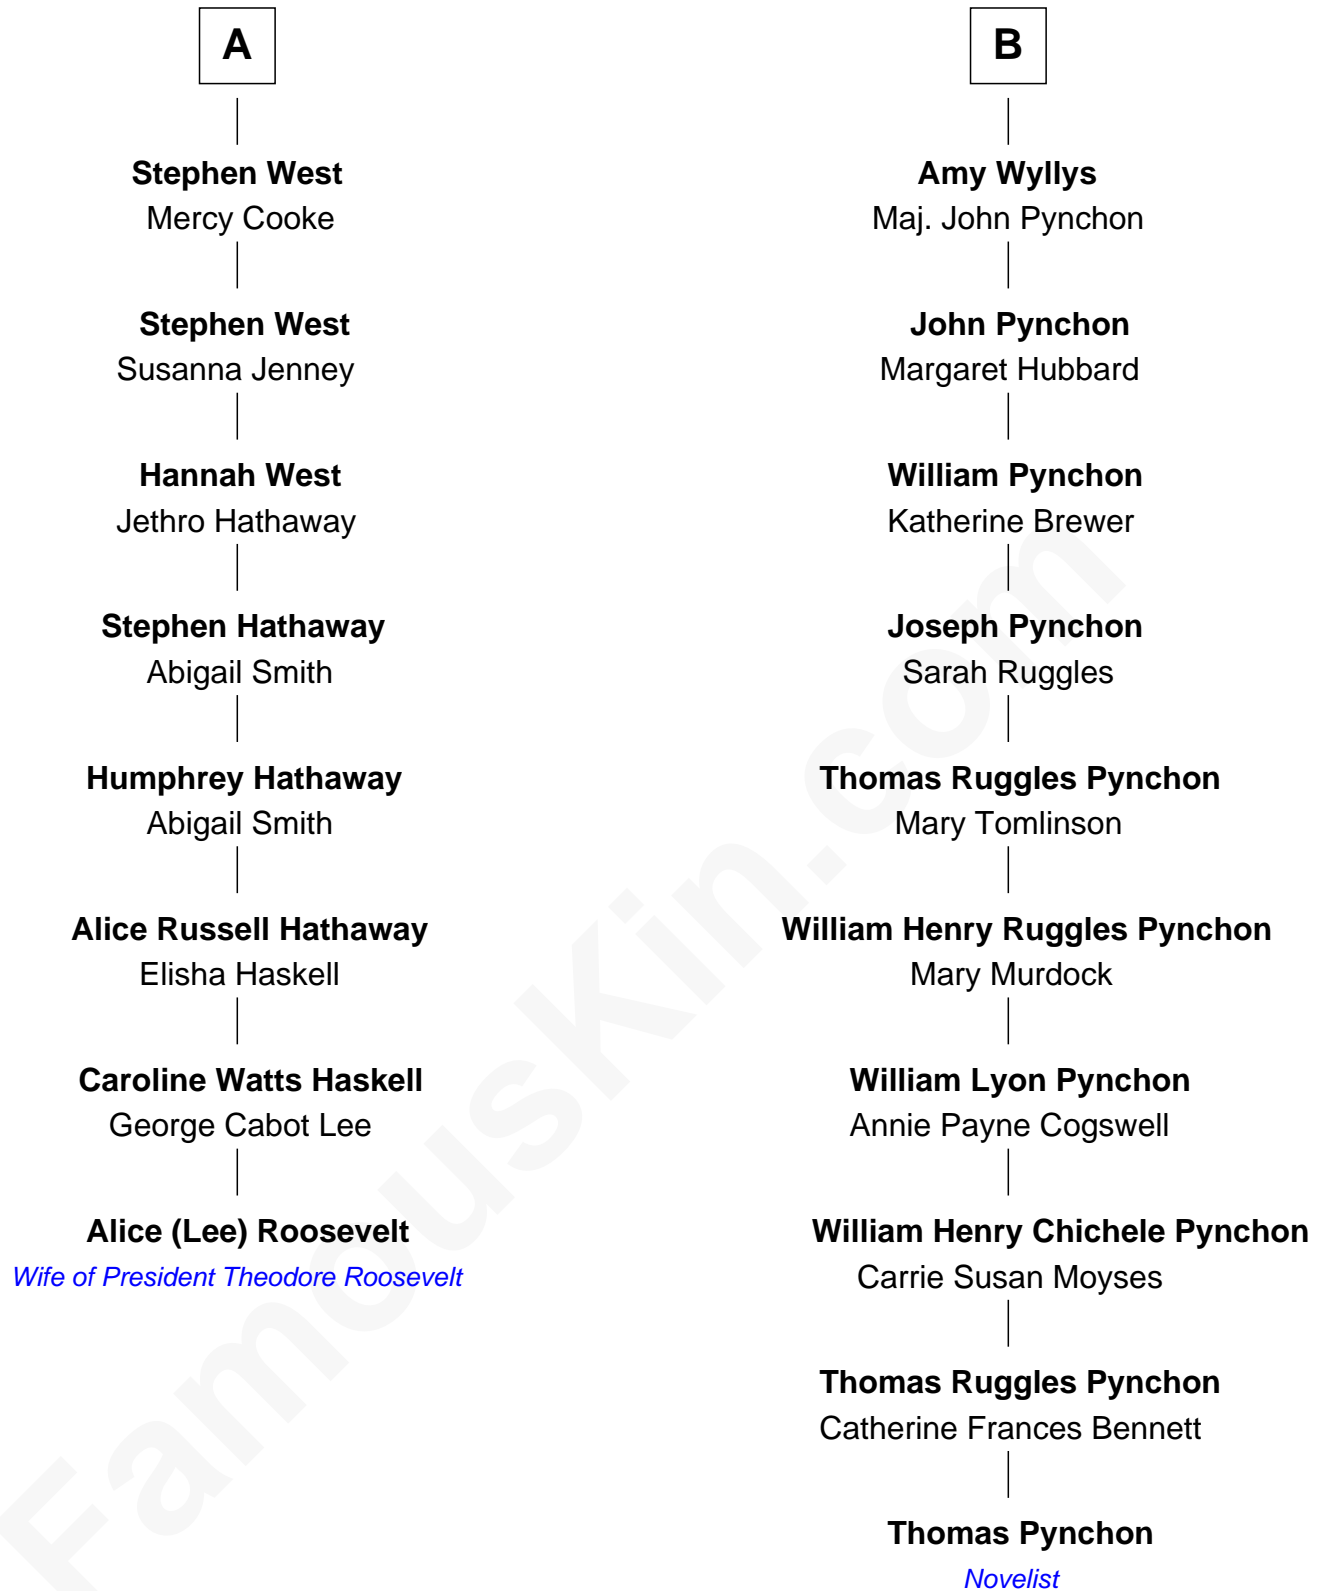 A
Stephen West
Mercy Cooke
Stephen West
Susanna Jenney
Hannah West
Jethro Hathaway
Stephen Hathaway
Abigail Smith
Humphrey Hathaway
Abigail Smith
Alice Russell Hathaway
Elisha Haskell
Caroline Watts Haskell
George Cabot Lee
Alice (Lee) Roosevelt
Wife of President Theodore Roosevelt
B
Amy Wyllys
Maj. John Pynchon
John Pynchon
Margaret Hubbard
William Pynchon
Katherine Brewer
Joseph Pynchon
Sarah Ruggles
Thomas Ruggles Pynchon
Mary Tomlinson
William Henry Ruggles Pynchon
Mary Murdock
William Lyon Pynchon
Annie Payne Cogswell
William Henry Chichele Pynchon
Carrie Susan Moyses
Thomas Ruggles Pynchon
Catherine Frances Bennett
Thomas Pynchon
Novelist
FamousKin.com